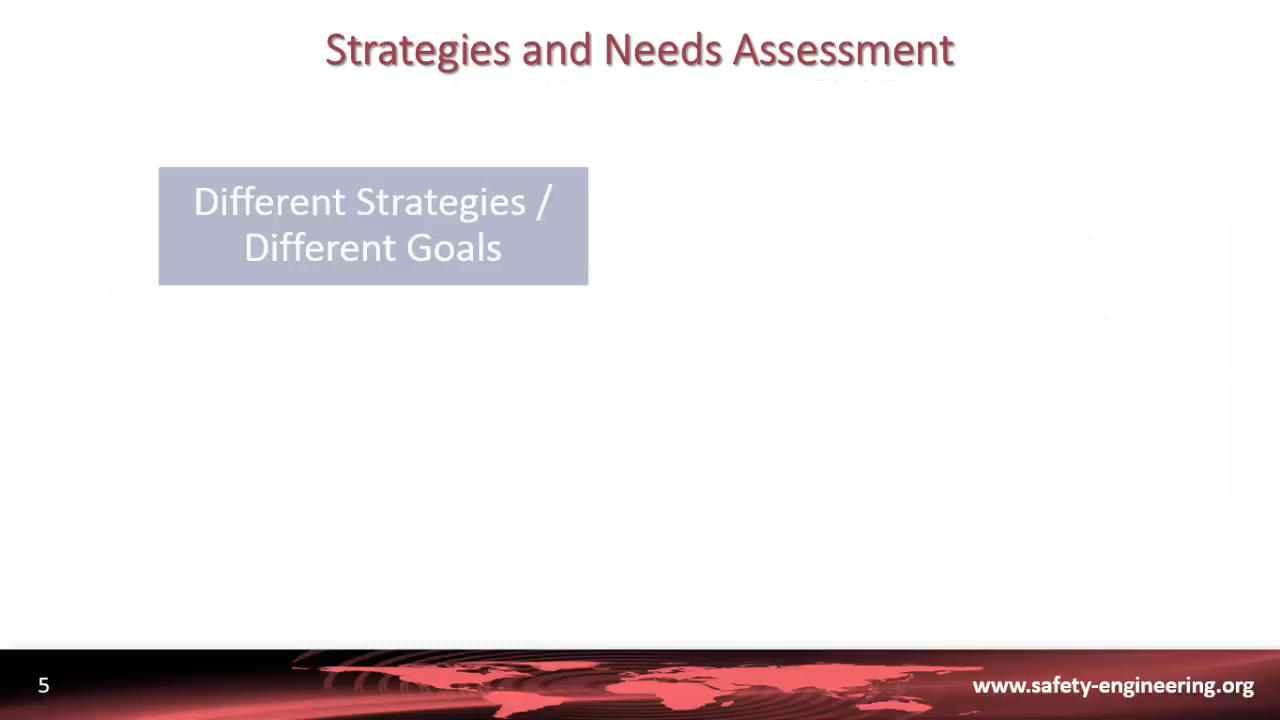 Strategies and Needs Assessment
Different Strategies /
Different Goals
5
www.safety-engineering.org